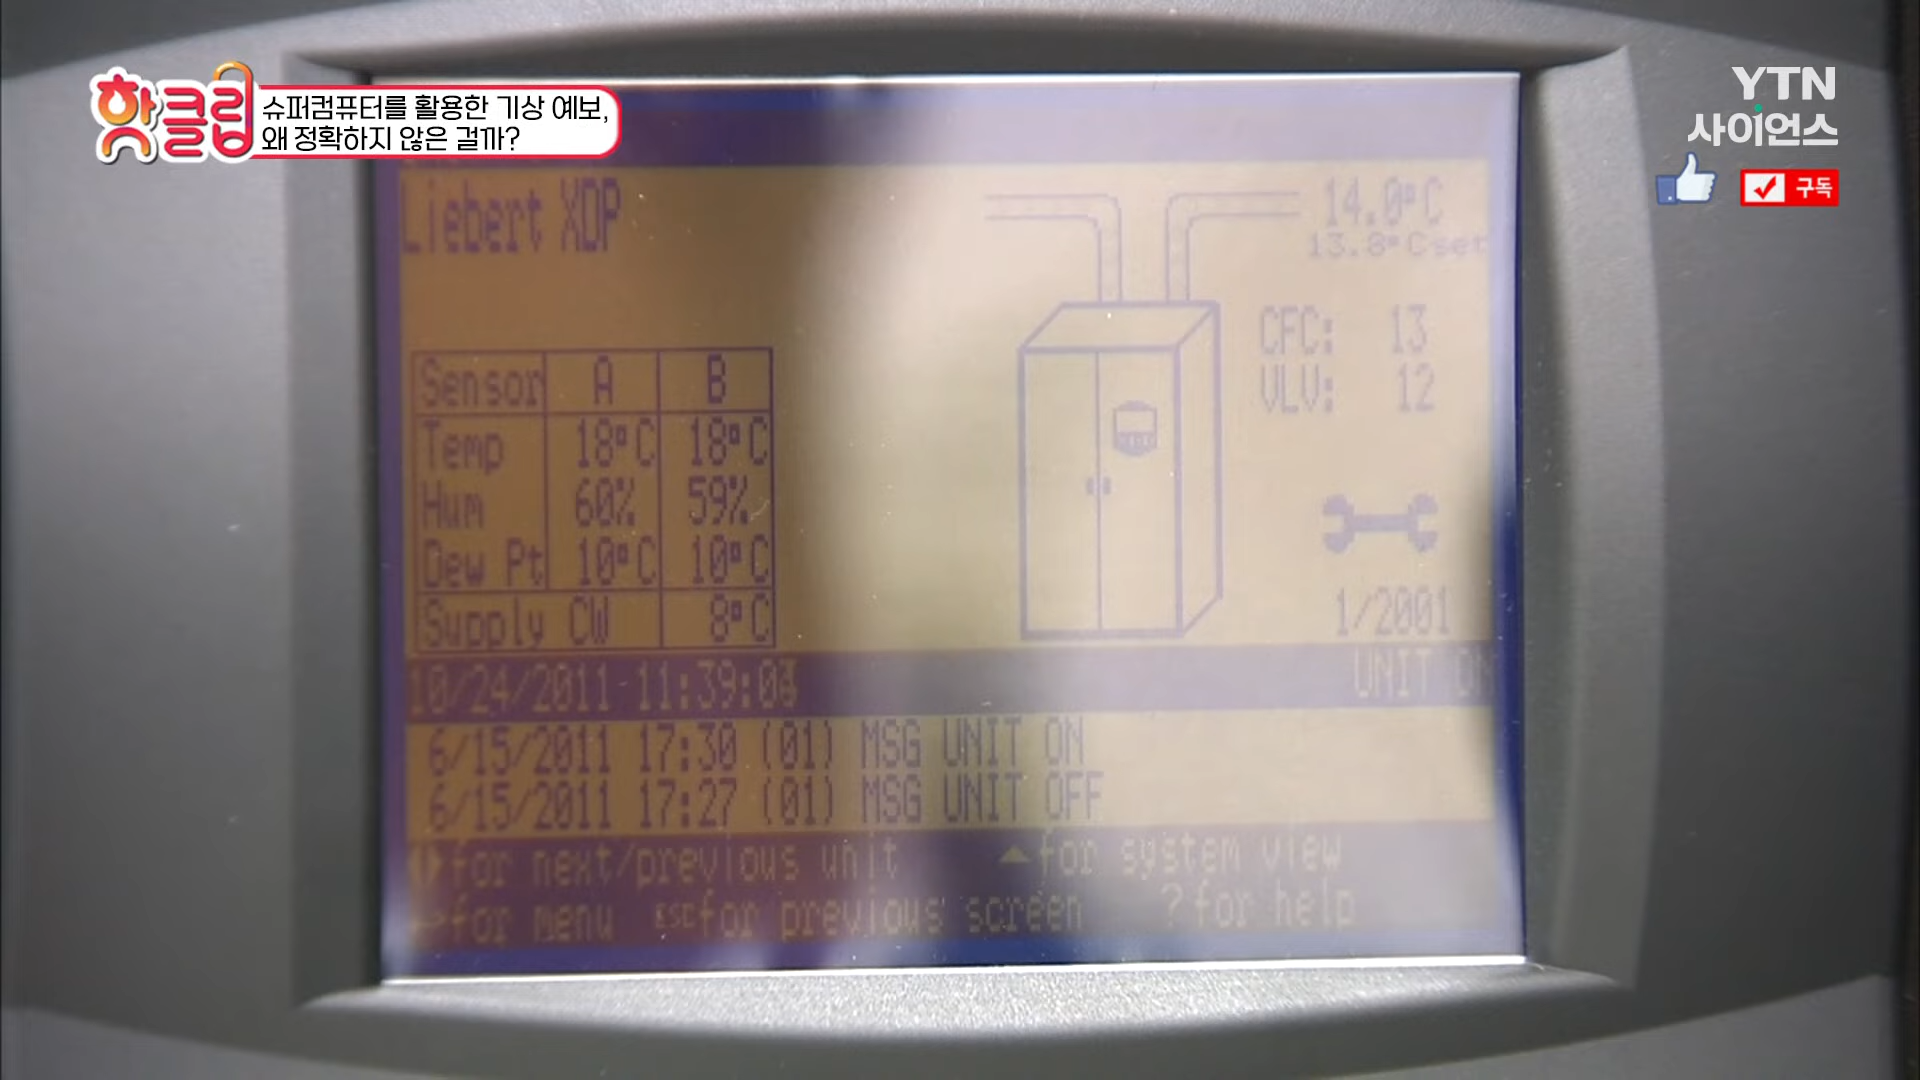 핫클립
슈퍼컴퓨터를 활용한 기상 예보,
왜 정확하지 않은 걸까?
YTN
사이언스
구독
Liebert XDP
14.0°C
13.8°C set
CFC: 13
VLV: 12
Sensor A B
Temp 18°C 18°C
Hum 60% 59%
Dew Pt 10°C 10°C
Supply CW 8°C
1/2001
10/24/2011 11:39:
UNIT ON
6/15/2011 17:30 (01) MSG UNIT ON
6/15/2011 17:27 (01) MSG UNIT OFF
for next/previous unit ▲for system view
for menu ESC for previous screen ? for help